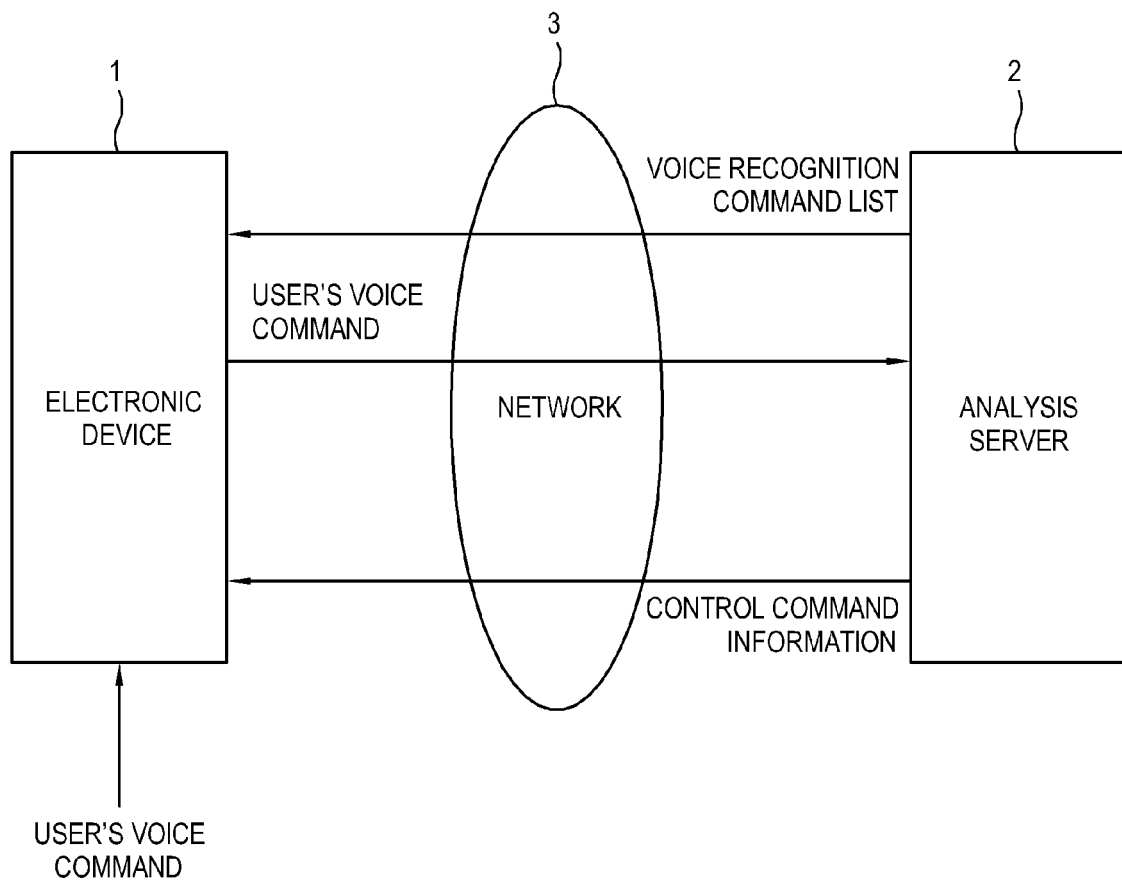 3
1
2
VOICE RECOGNITION
COMMAND LIST
USER'S VOICE
COMMAND
ELECTRONIC
DEVICE
NETWORK
ANALYSIS
SERVER
CONTROL COMMAND
INFORMATION
USER'S VOICE
COMMAND